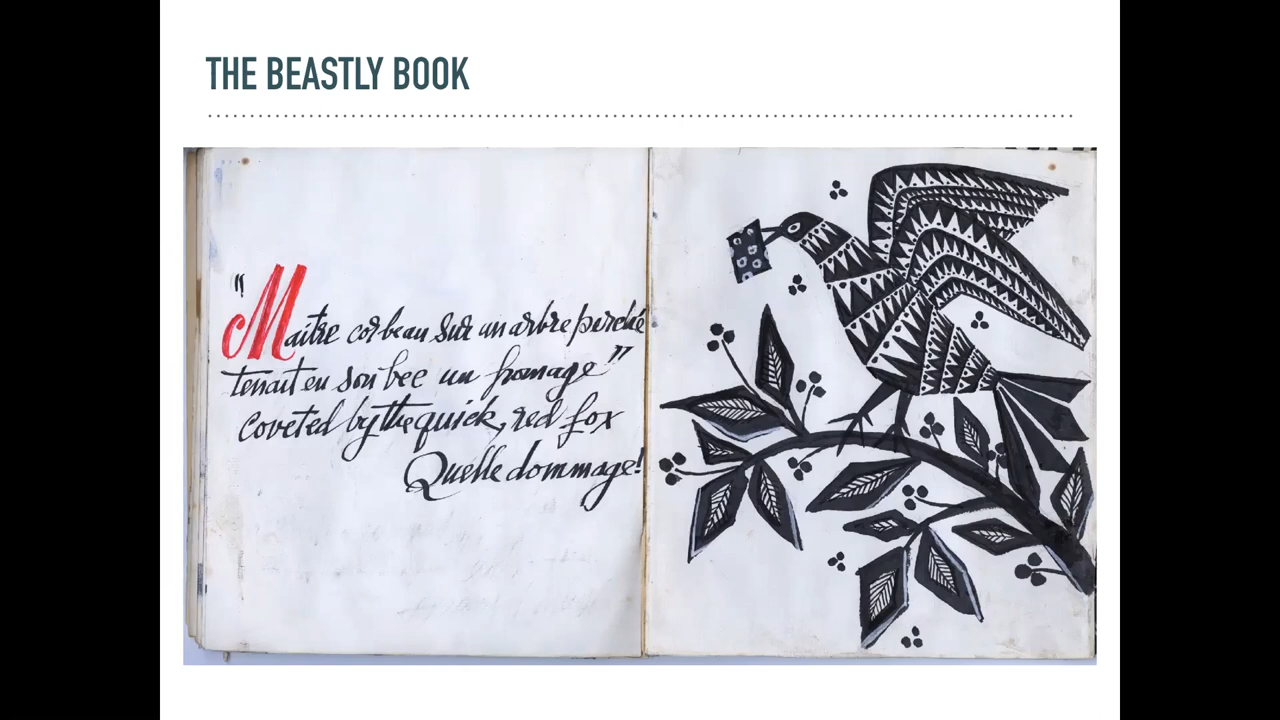 THE BEASTLY BOOK
"Maitre corbeau sur un arbre perché
tenait en son bec un fromage"
coveted by the quick, red fox
Quelle dommage!